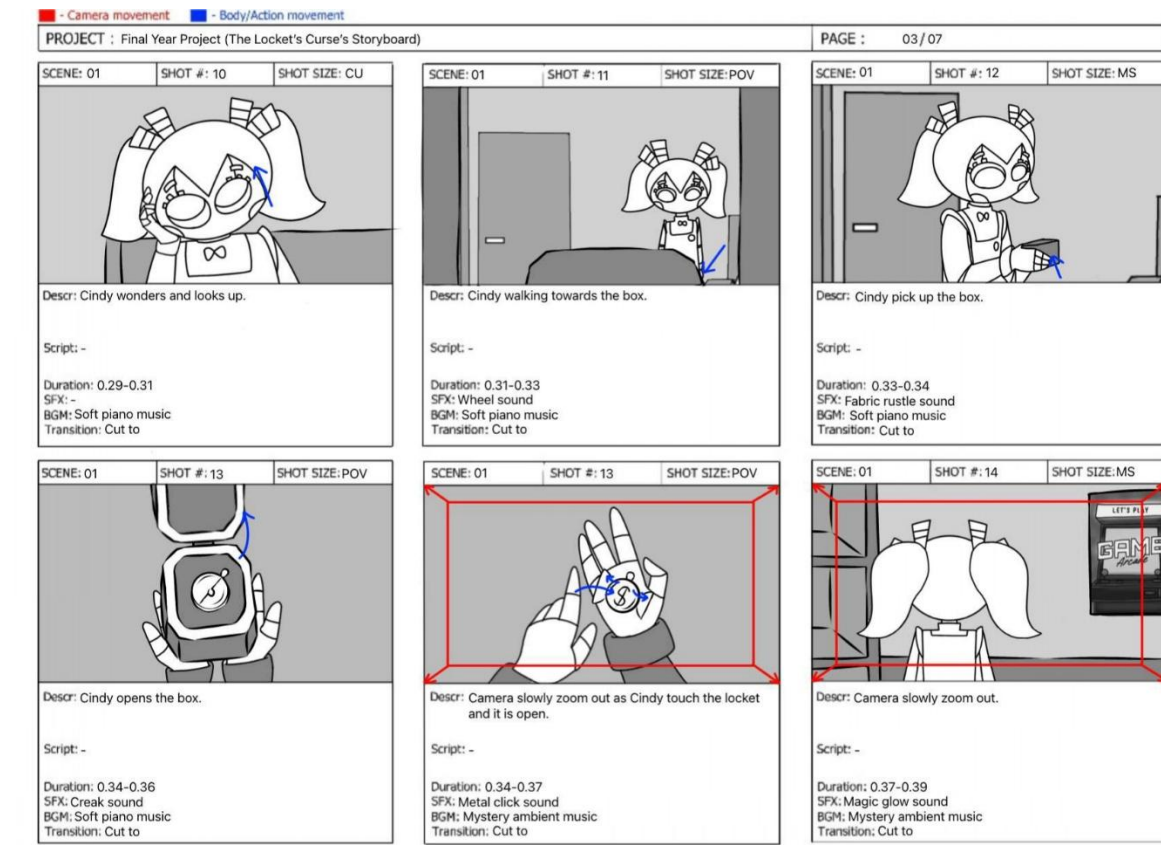 - Camera movement - Body/Action movement
PROJECT : Final Year Project (The Locket's Curse's Storyboard) PAGE : 03/07
SCENE: 01 SHOT #: 10 SHOT SIZE: CU
Descr: Cindy wonders and looks up.
Script: -
Duration: 0.29-0.31
SFX: -
BGM: Soft piano music
Transition: Cut to
SCENE: 01 SHOT #: 11 SHOT SIZE: POV
Descr: Cindy walking towards the box.
Script: -
Duration: 0.31-0.33
SFX: Wheel sound
BGM: Soft piano music
Transition: Cut to
SCENE: 01 SHOT #: 12 SHOT SIZE: MS
Descr: Cindy pick up the box.
Script: -
Duration: 0.33-0.34
SFX: Fabric rustle sound
BGM: Soft piano music
Transition: Cut to
SCENE: 01 SHOT #: 13 SHOT SIZE: POV
Descr: Cindy opens the box.
Script: -
Duration: 0.34-0.36
SFX: Creak sound
BGM: Soft piano music
Transition: Cut to
SCENE: 01 SHOT #: 13 SHOT SIZE: POV
$
Descr: Camera slowly zoom out as Cindy touch the locket
and it is open.
Script: -
Duration: 0.34-0.37
SFX: Metal click sound
BGM: Mystery ambient music
Transition: Cut to
SCENE: 01 SHOT #: 14 SHOT SIZE: MS
LET'S PLAY
GAME
Arcade
Descr: Camera slowly zoom out.
Script: -
Duration: 0.37-0.39
SFX: Magic glow sound
BGM: Mystery ambient music
Transition: Cut to